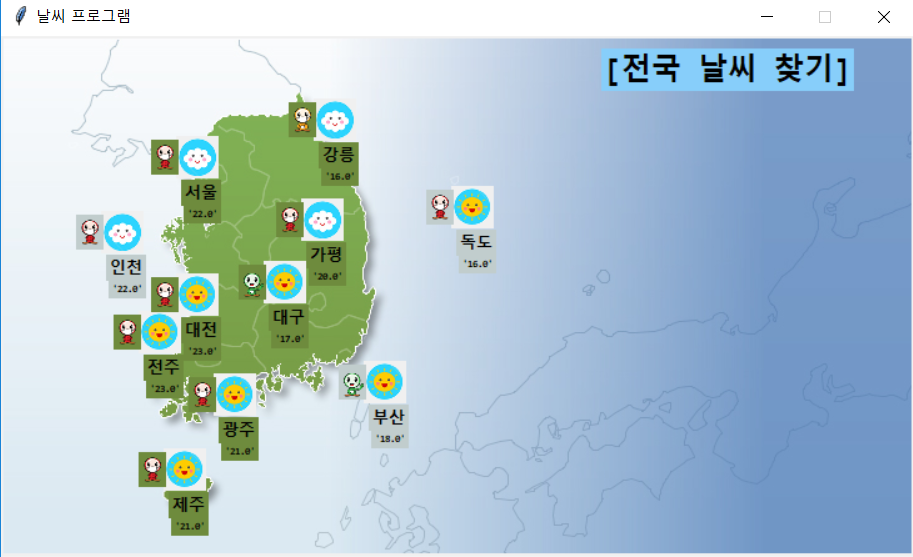 날씨 프로그램
[전국 날씨 찾기]
강릉
'16.0'
서울
'22.0'
독도
'16.0'
가평
'20.0'
인천
'22.0'
대구
'17.0'
대전
'23.0'
전주
'23.0'
부산
'18.0'
광주
'21.0'
제주
'21.0'